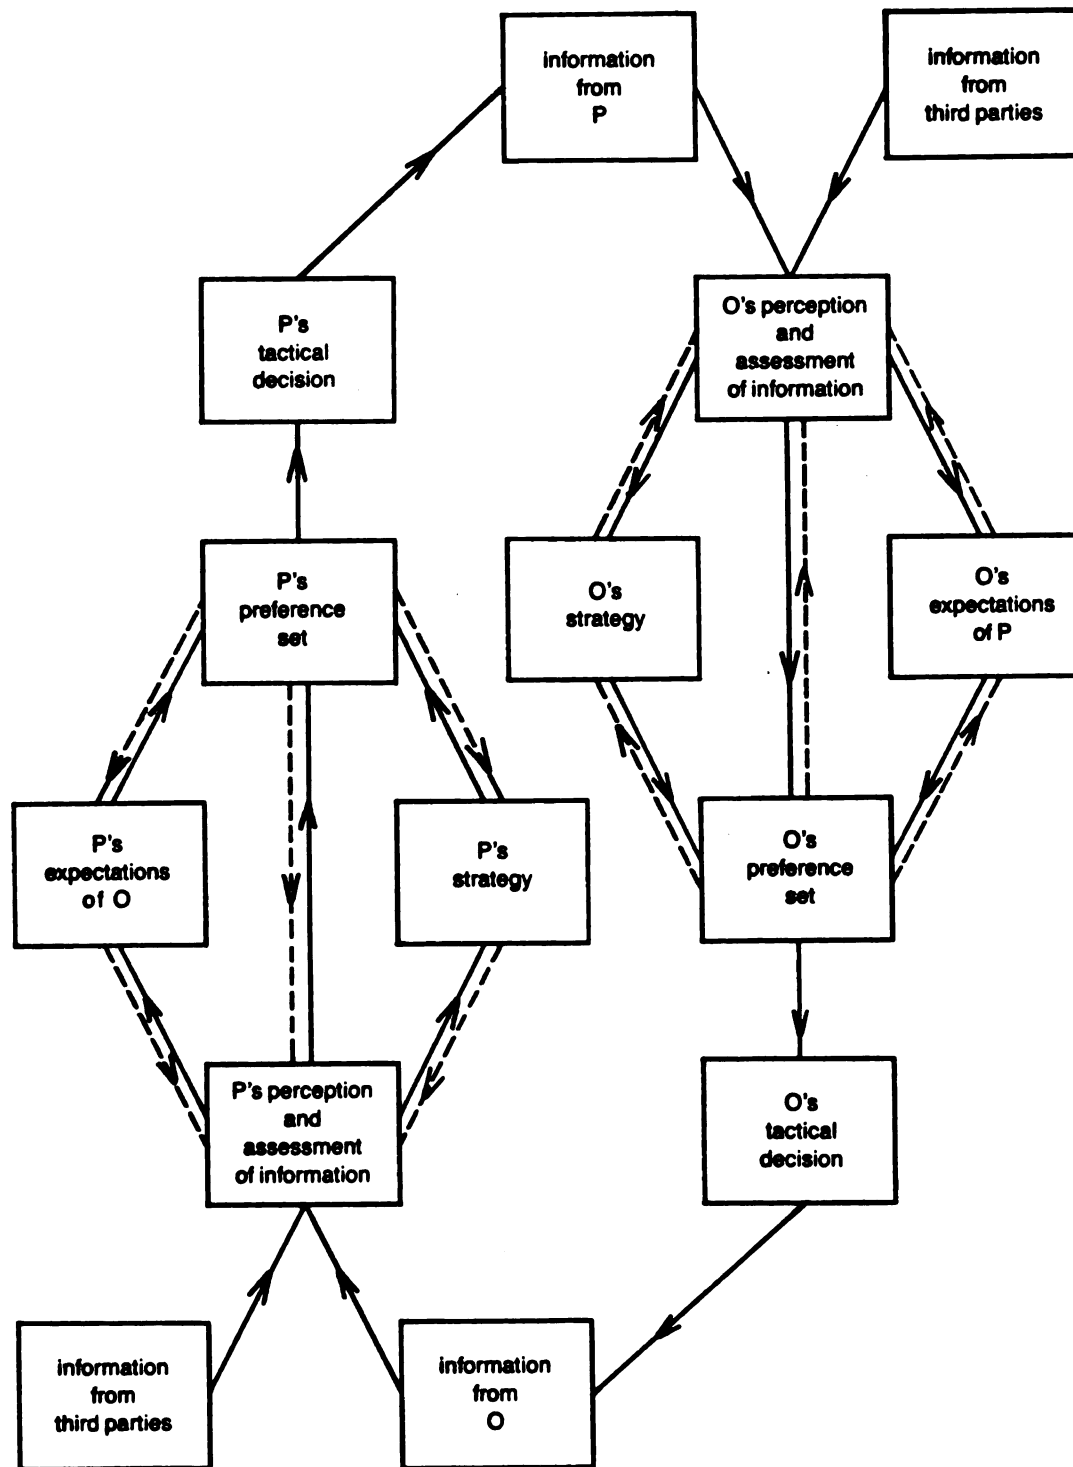 information
from
P
information
from
third parties
P's
tactical
decision
O's perception
and
assessment
of information
P's
preference
set
O's
strategy
O's
expectations
of P
P's
expectations
of O
P's
strategy
O's
preference
set
P's perception
and
assessment
of information
O's
tactical
decision
information
from
third parties
information
from
O